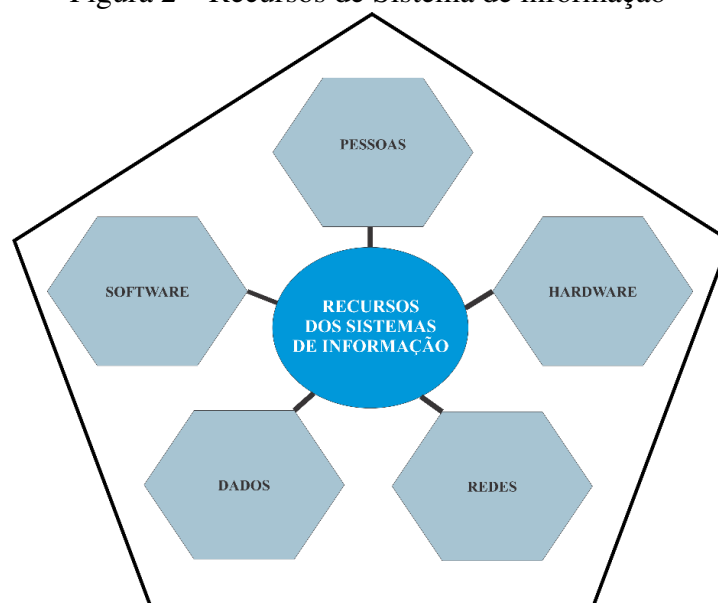 Figura 2 – Recursos de Sistema de informação
PESSOAS
SOFTWARE
HARDWARE
RECURSOS
DOS SISTEMAS
DE INFORMAÇÃO
DADOS
REDES